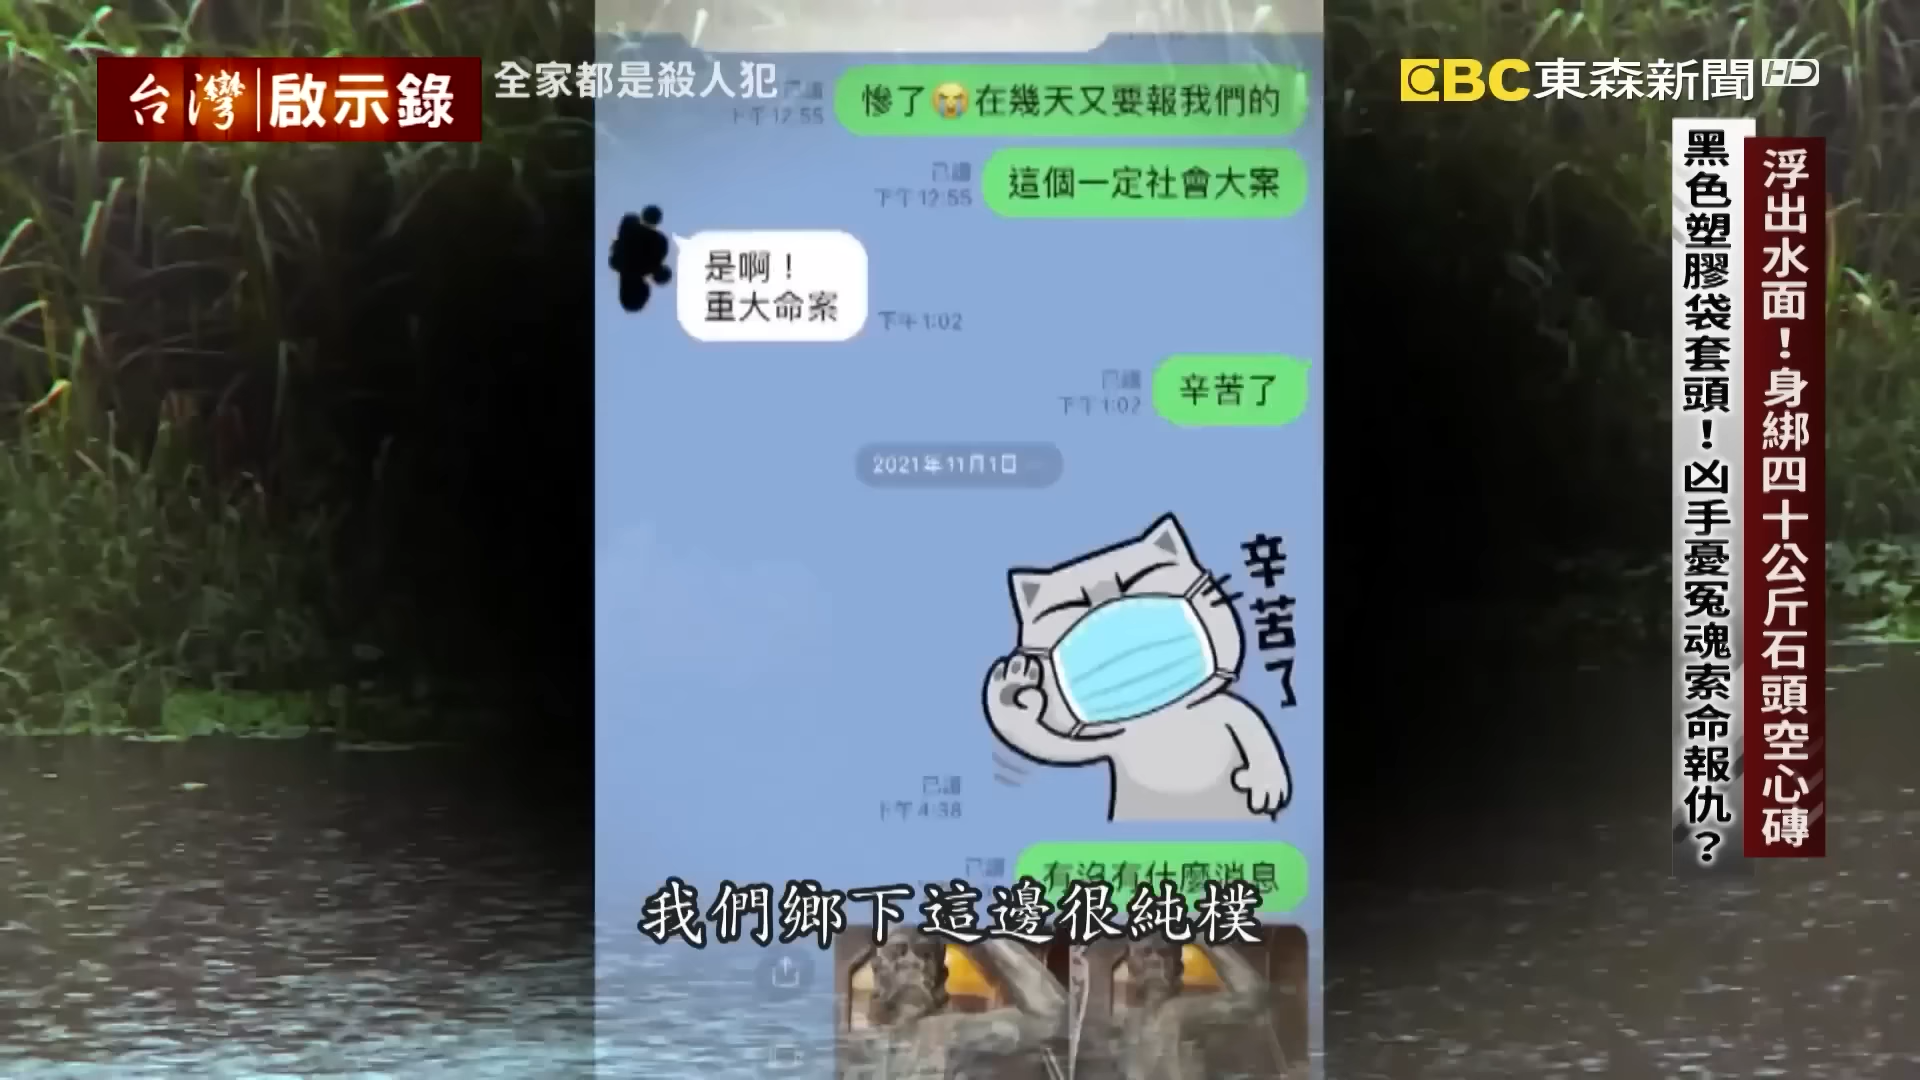 台灣 啟示錄
全家都是殺人犯
EBC 東森新聞 HD
浮出水面！身綁四十公斤石頭空心磚
黑色塑膠袋套頭！凶手憂冤魂索命報仇？
慘了😭在幾天又要報我們的
已讀
下午12:55
這個一定社會大案
已讀
下午12:55
是啊！
重大命案
下午1:02
辛苦了
已讀
下午1:02
2021年11月1日
辛苦了
已讀
下午4:38
有沒有什麼消息
已讀
我們鄉下這邊很純樸